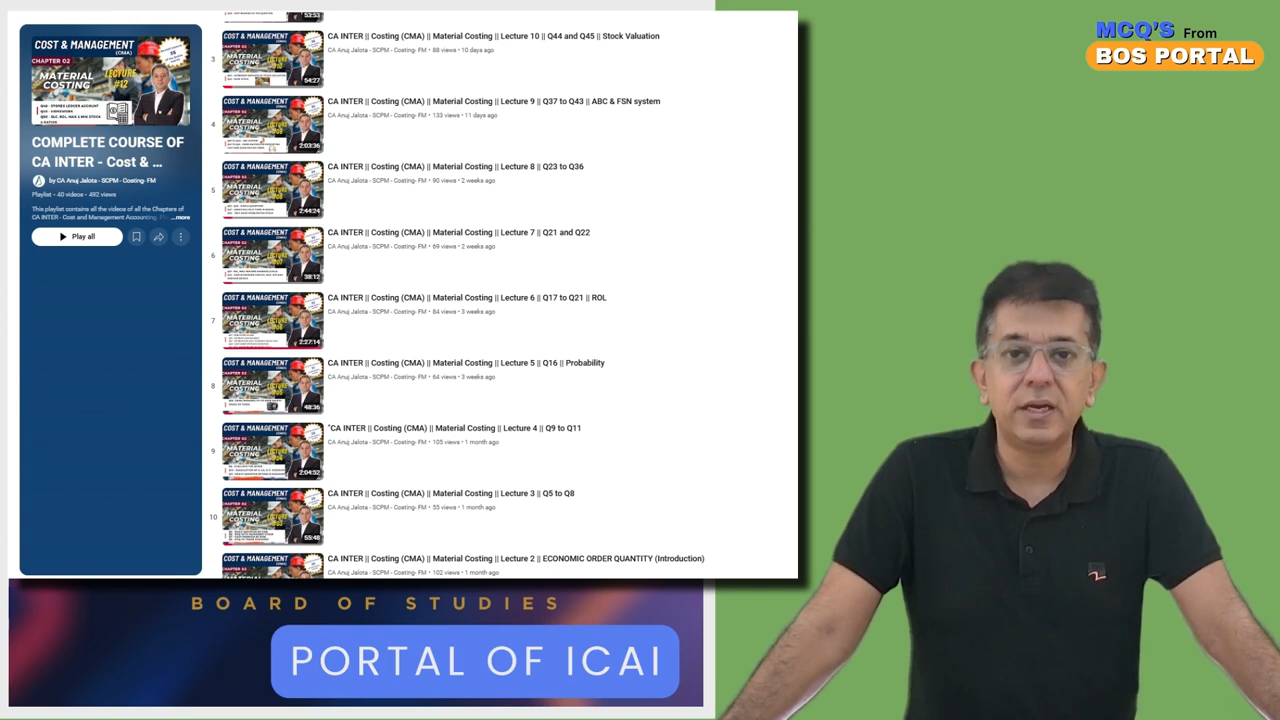 COST & MANAGEMENT
(CMA)
CHAPTER 02
MATERIAL
COSTING
LECTURE
#12
COMPLETE COURSE OF
CA INTER - Cost & ...
by CA Anuj Jalota - SCPM - Costing- FM
Playlist • 40 videos • 492 views
This playlist contains all the videos of all the Chapters of
CA INTER - Cost and Management Accounting. ...more
Play all
53:53
3
CA INTER || Costing (CMA) || Material Costing || Lecture 10 || Q44 and Q45 || Stock Valuation
CA Anuj Jalota - SCPM - Costing- FM • 88 views • 10 days ago
54:27
4
CA INTER || Costing (CMA) || Material Costing || Lecture 9 || Q37 to Q43 || ABC & FSN system
CA Anuj Jalota - SCPM - Costing- FM • 133 views • 11 days ago
2:03:36
5
CA INTER || Costing (CMA) || Material Costing || Lecture 8 || Q23 to Q36
CA Anuj Jalota - SCPM - Costing- FM • 90 views • 2 weeks ago
2:44:24
6
CA INTER || Costing (CMA) || Material Costing || Lecture 7 || Q21 and Q22
CA Anuj Jalota - SCPM - Costing- FM • 69 views • 2 weeks ago
38:12
7
CA INTER || Costing (CMA) || Material Costing || Lecture 6 || Q17 to Q21 || ROL
CA Anuj Jalota - SCPM - Costing- FM • 84 views • 3 weeks ago
2:27:14
8
CA INTER || Costing (CMA) || Material Costing || Lecture 5 || Q16 || Probability
CA Anuj Jalota - SCPM - Costing- FM • 64 views • 3 weeks ago
48:36
9
"CA INTER || Costing (CMA) || Material Costing || Lecture 4 || Q9 to Q11
CA Anuj Jalota - SCPM - Costing- FM • 105 views • 1 month ago
2:04:52
10
CA INTER || Costing (CMA) || Material Costing || Lecture 3 || Q5 to Q8
CA Anuj Jalota - SCPM - Costing- FM • 55 views • 1 month ago
55:48
CA INTER || Costing (CMA) || Material Costing || Lecture 2 || ECONOMIC ORDER QUANTITY (Introduction)
CA Anuj Jalota - SCPM - Costing- FM • 102 views • 1 month ago
BOARD OF STUDIES
PORTAL OF ICAI
MCQ'S From
BOS PORTAL